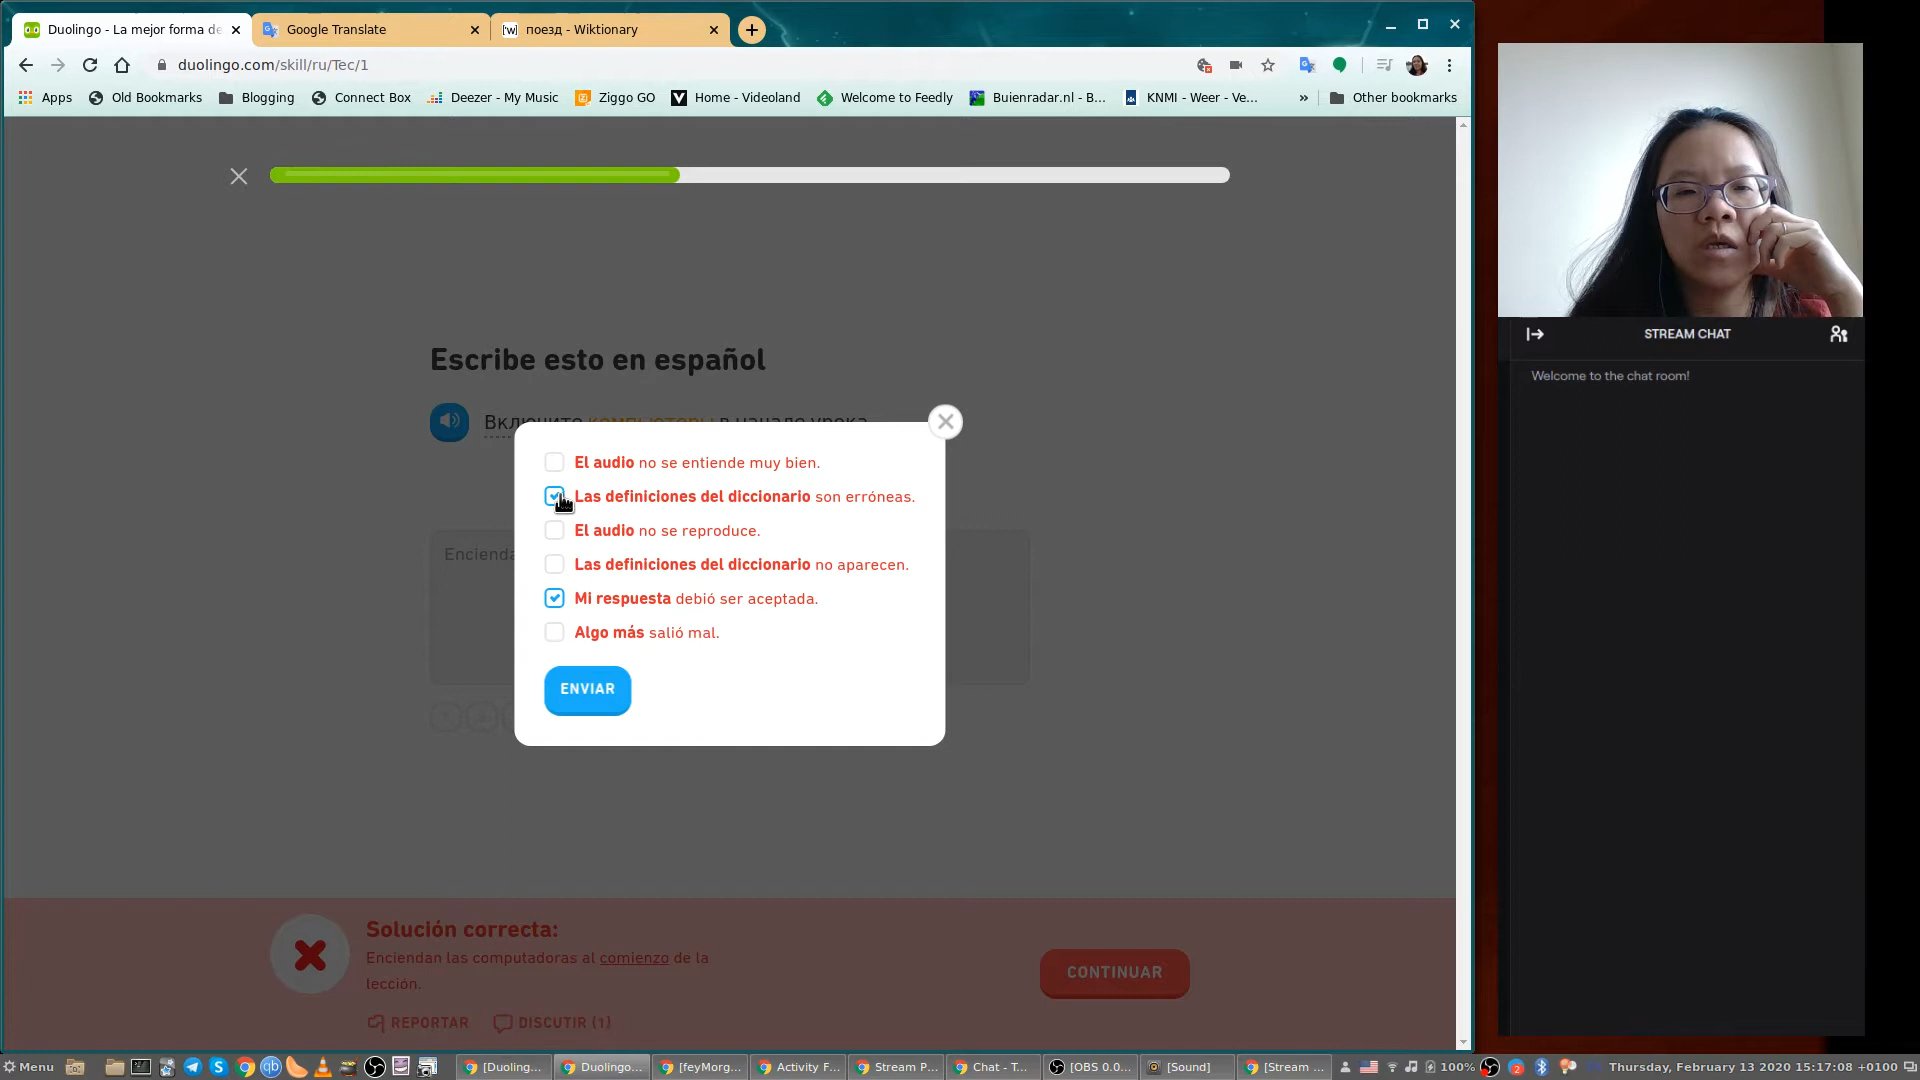 Duolingo - La mejor forma de
Google Translate
поезд - Wiktionary
duolingo.com/skill/ru/Tec/1
Apps
Old Bookmarks
Blogging
Connect Box
Deezer - My Music
Ziggo GO
Home - Videoland
Welcome to Feedly
Buienradar.nl - B...
KNMI - Weer - Ve...
»
Other bookmarks
STREAM CHAT
Welcome to the chat room!
Escribe esto en español
Включите компьютеры в начале урока
El audio no se entiende muy bien.
Las definiciones del diccionario son erróneas.
El audio no se reproduce.
Encienda
Las definiciones del diccionario no aparecen.
Mi respuesta debió ser aceptada.
Algo más salió mal.
ENVIAR
Solución correcta:
Enciendan las computadoras al comienzo de la
lección.
CONTINUAR
REPORTAR
DISCUTIR (1)
Menu
[Duoling...
Duolingo...
[feyMorg...
Activity F...
Stream P...
Chat - T...
[OBS 0.0...
[Sound]
[Stream ...
100%
2
Thursday, February 13 2020 15:17:08 +0100